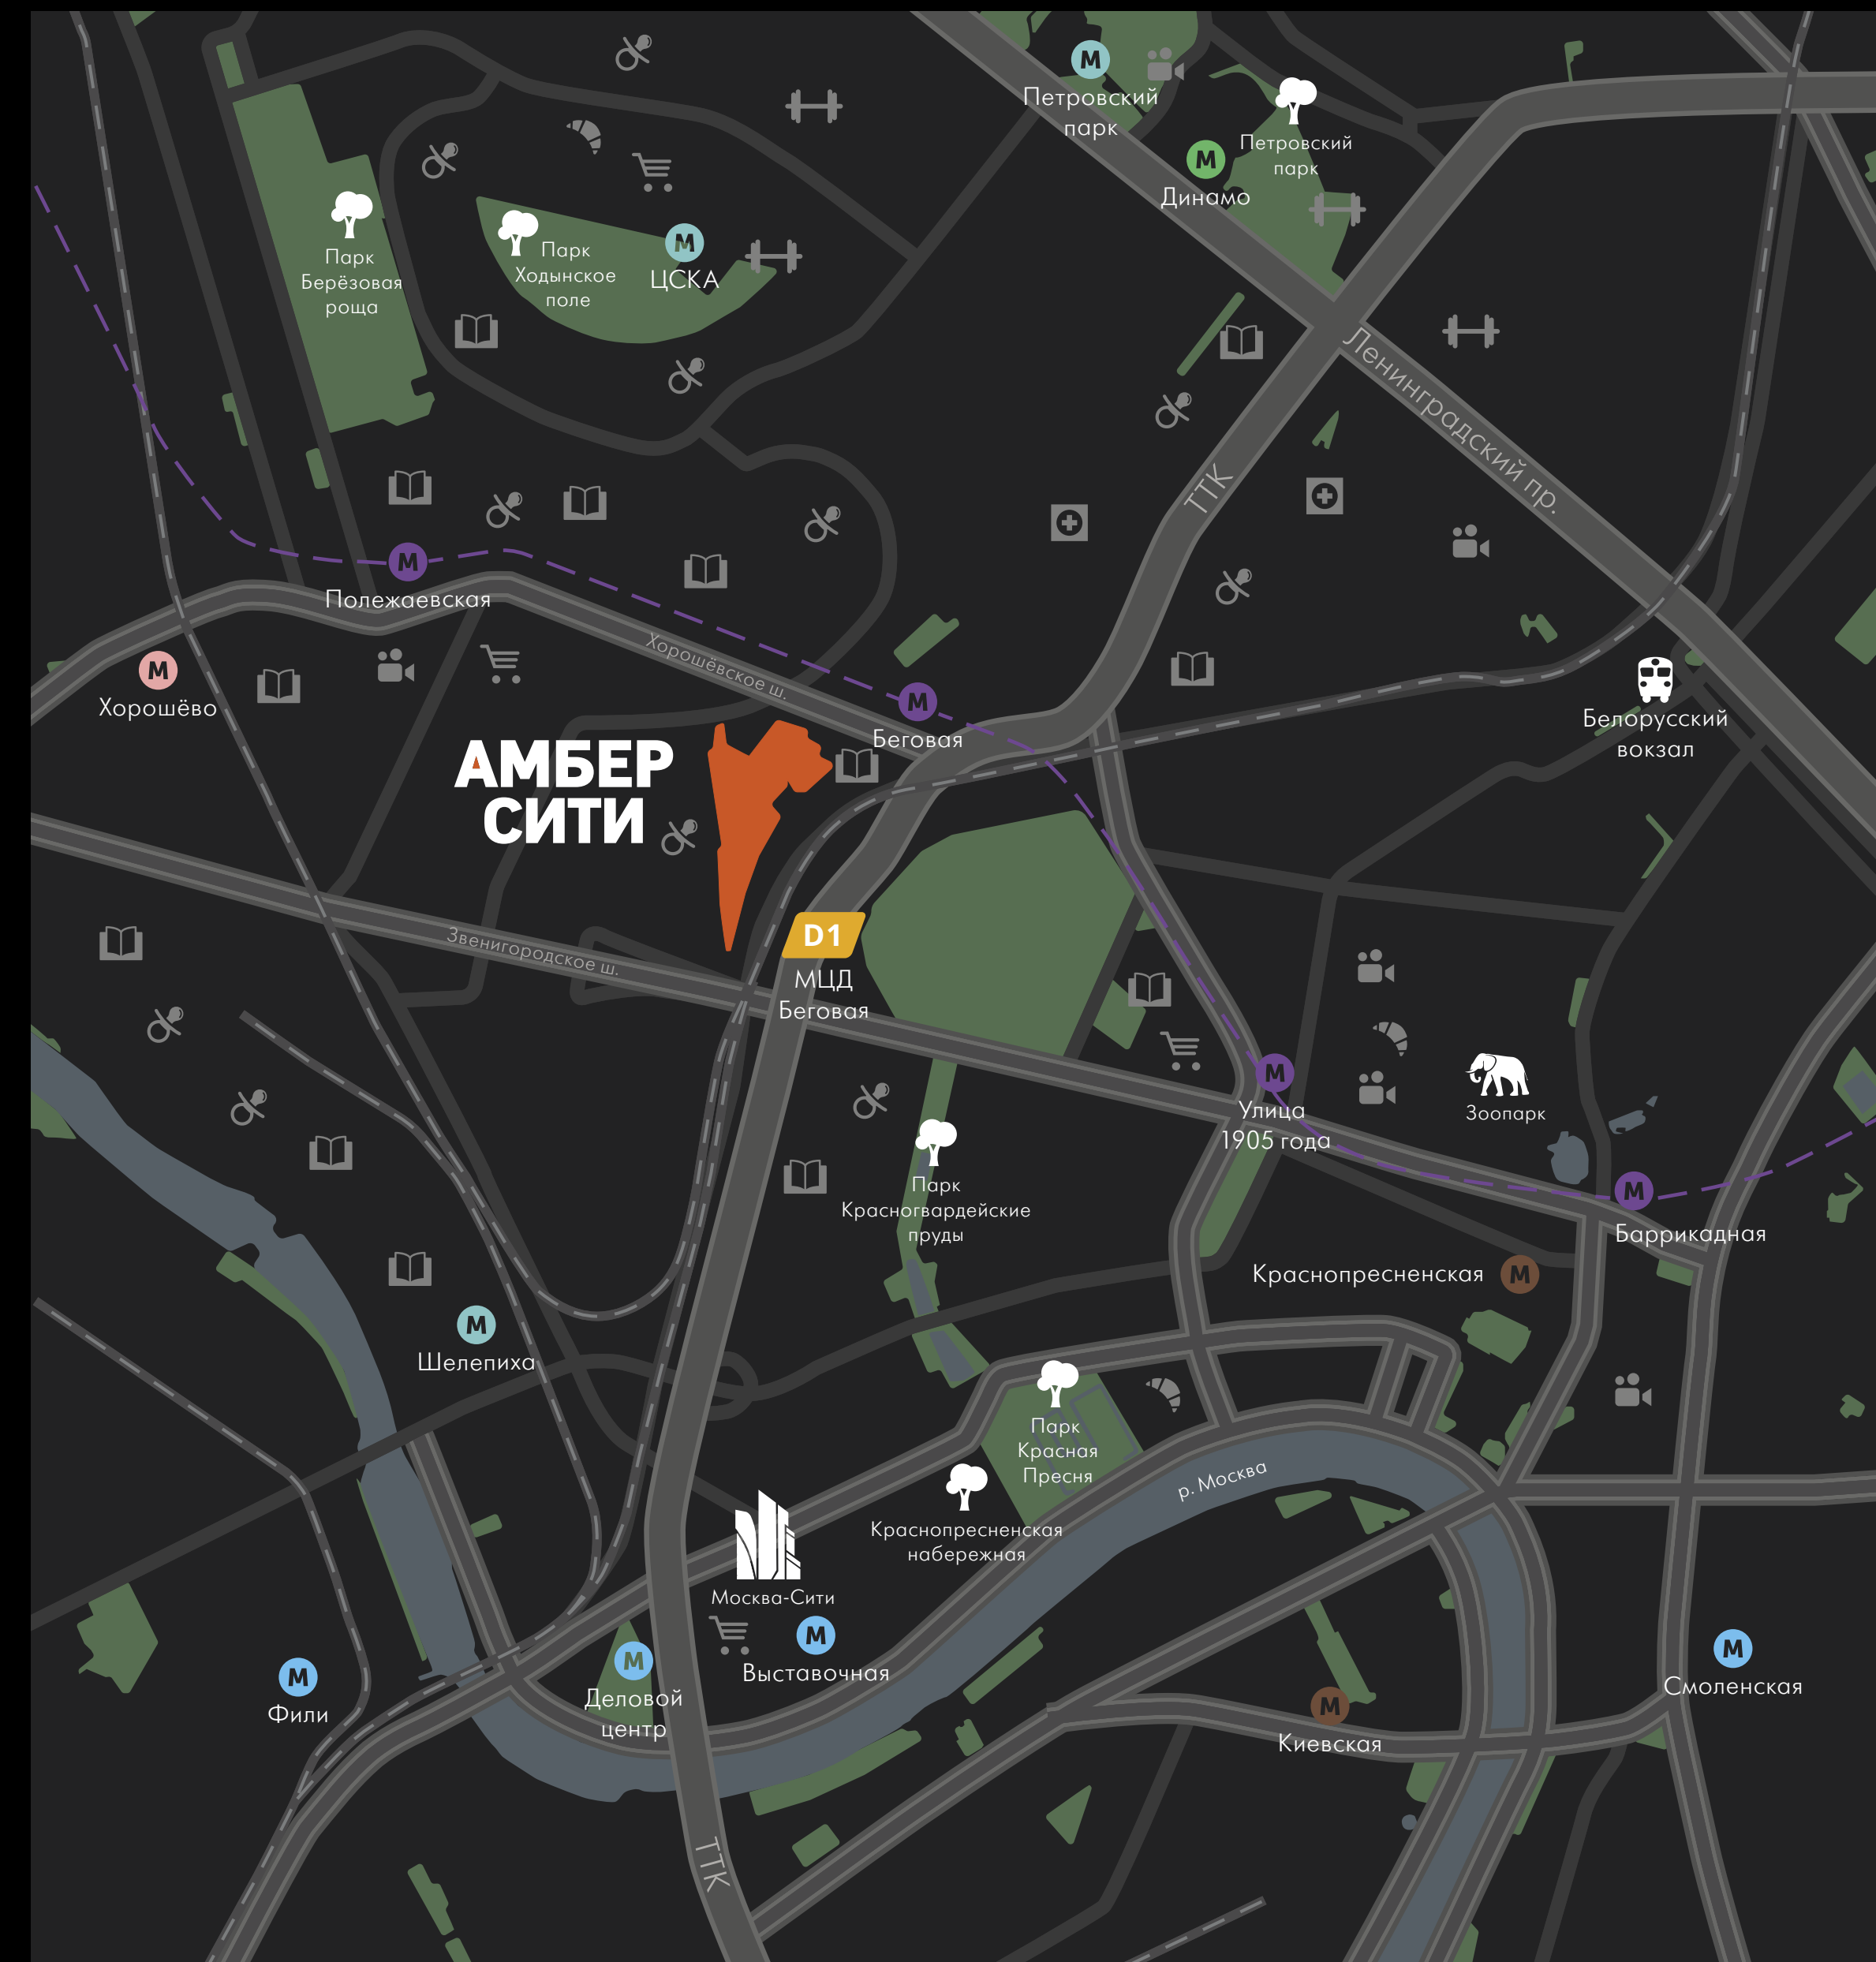 М
Петровский
парк
Петровский
парк
М
Динамо
Парк
Берёзовая
роща
Парк
Ходынское
поле
М
ЦСКА
Ленинградский пр.
ТТК
М
Полежаевская
Хорошёвское ш.
М
Хорошёво
М
Беговая
Белорусский
вокзал
АМБЕР
СИТИ
Звенигородское ш.
D1
МЦД
Беговая
М
Улица
1905 года
Зоопарк
Парк
Красногвардейские
пруды
М
Баррикадная
Краснопресненская
М
М
Шелепиха
Парк
Красная
Пресня
р. Москва
Краснопресненская
набережная
Москва-Сити
М
Выставочная
М
Деловой
центр
М
Фили
М
Киевская
М
Смоленская
ТТК